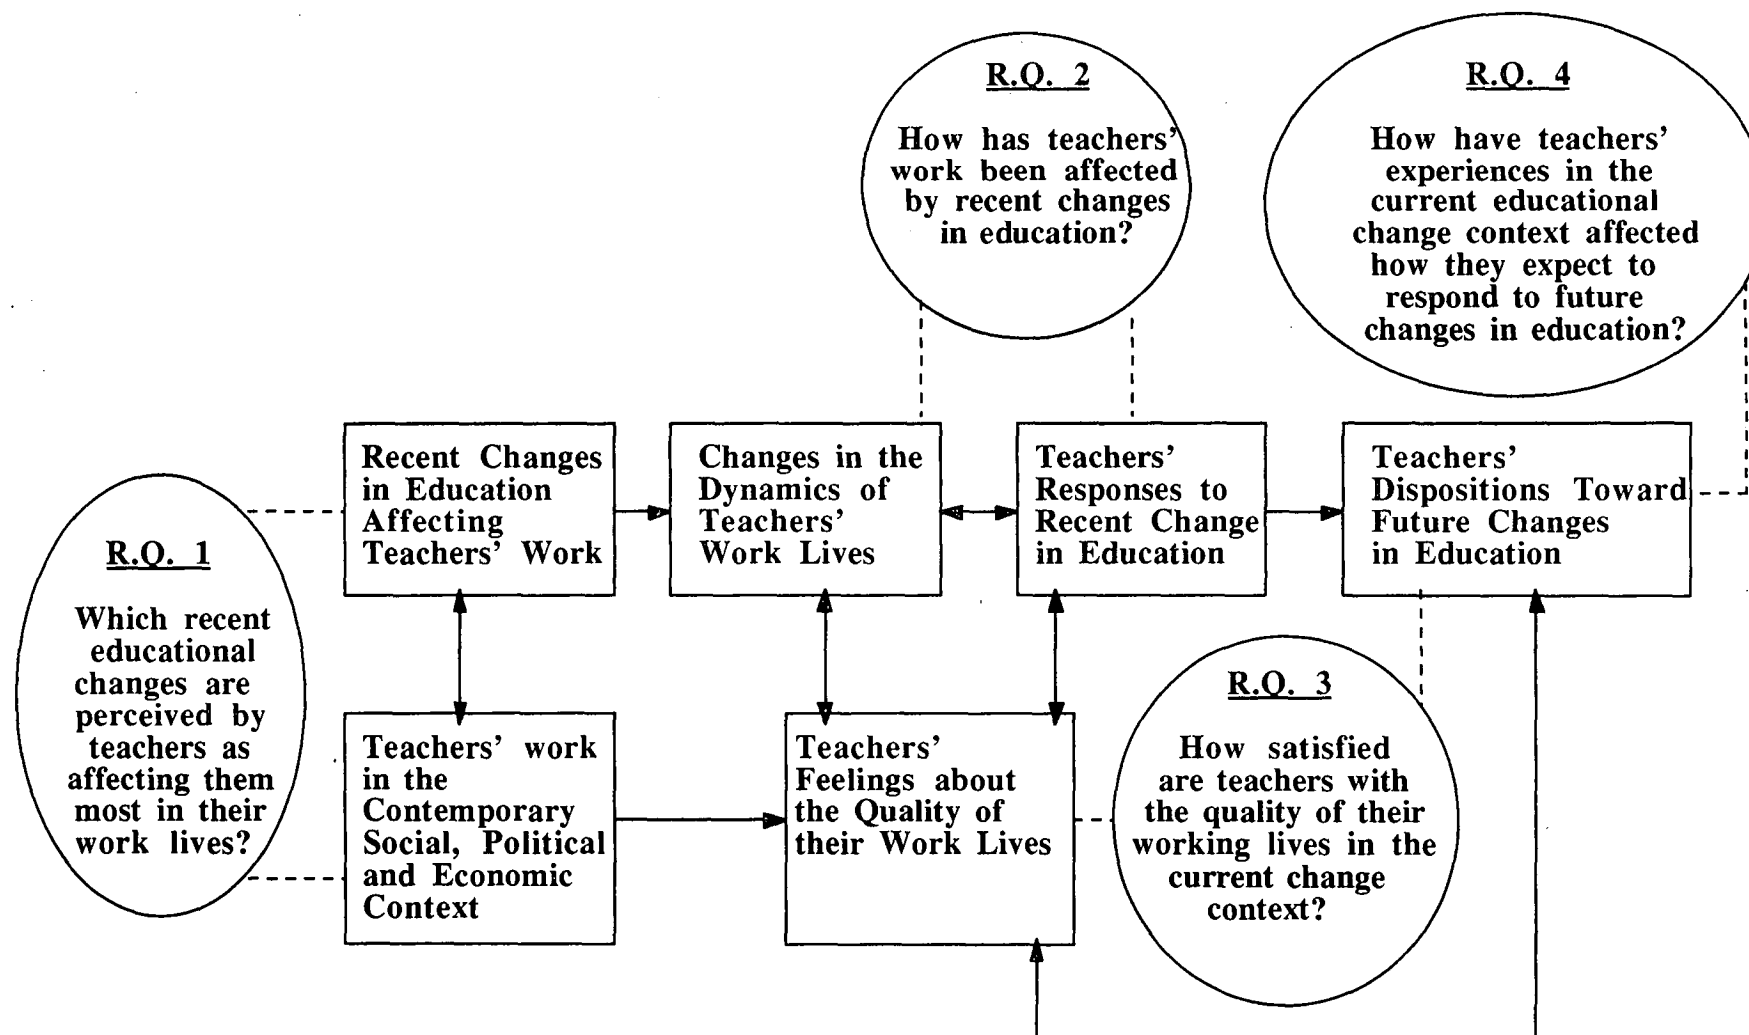 R.Q. 2
How has teachers'
work been affected
by recent changes
in education?
R.Q. 4
How have teachers'
experiences in the
current educational
change context affected
how they expect to
respond to future
changes in education?
R.Q. 1
Which recent
educational
changes are
perceived by
teachers as
affecting them
most in their
work lives?
Recent Changes
in Education
Affecting
Teachers' Work
Changes in the
Dynamics of
Teachers'
Work Lives
Teachers'
Responses to
Recent Change
in Education
Teachers'
Dispositions Toward
Future Changes
in Education
Teachers' work
in the
Contemporary
Social, Political
and Economic
Context
Teachers'
Feelings about
the Quality of
their Work Lives
R.Q. 3
How satisfied
are teachers with
the quality of their
working lives in the
current change
context?